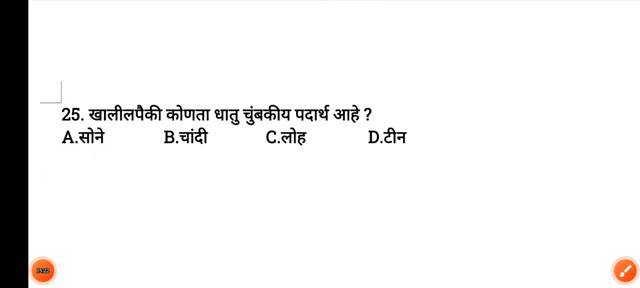 25. खालीलपैकी कोणता धातु चुंबकीय पदार्थ आहे ?
A.सोने B.चांदी C.लोह D.टीन